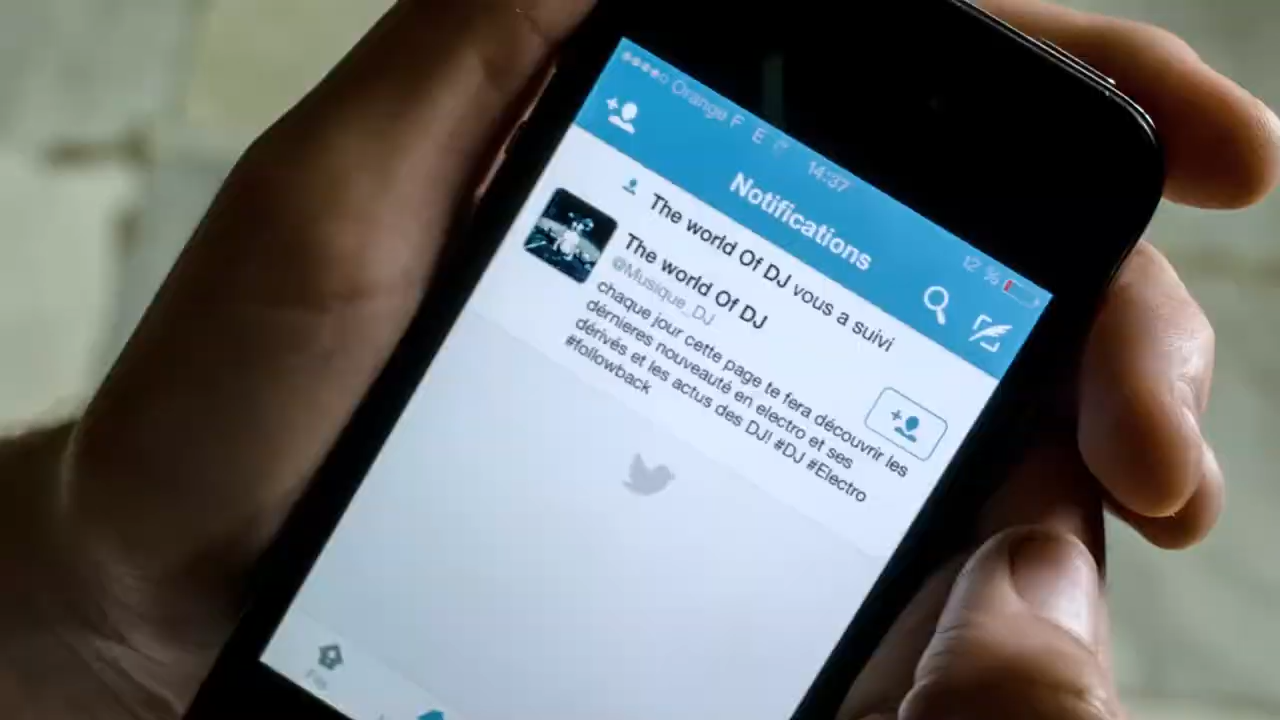 Orange F E 14:37 12 %
Notifications
The world Of DJ vous a suivi
The world Of DJ
@Musique_DJ
chaque jour cette page te fera découvrir les
dérnieres nouveauté en electro et ses
dérivés et les actus des DJ! #DJ #Electro
#followback